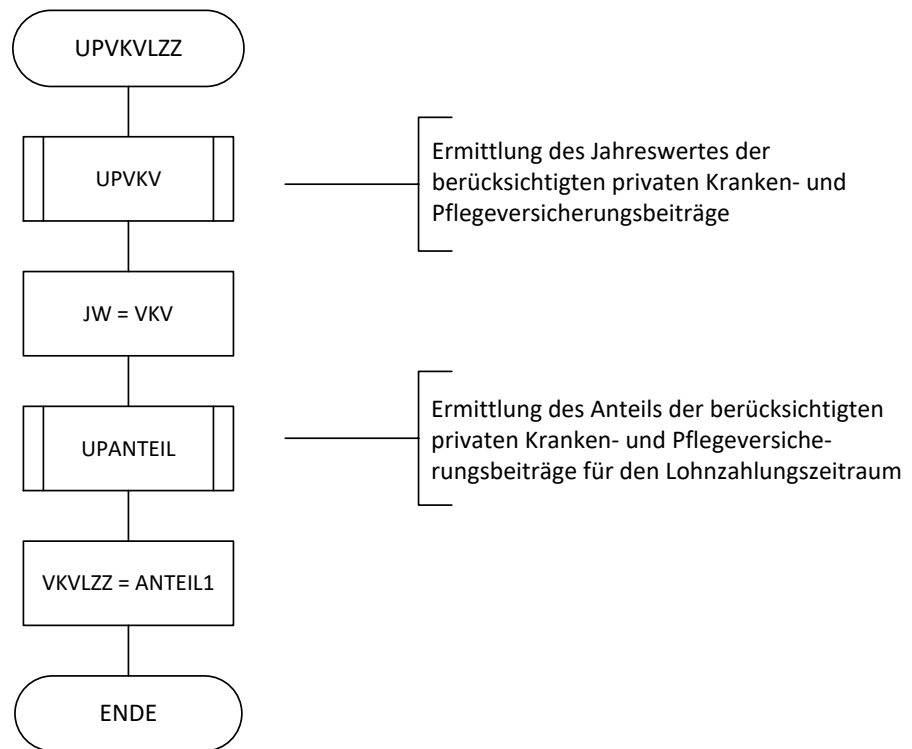 UPVKVLZZ
UPVKV
Ermittlung des Jahreswertes der
berücksichtigten privaten Kranken- und
Pflegeversicherungsbeiträge
JW = VKV
UPANTEIL
Ermittlung des Anteils der berücksichtigten
privaten Kranken- und Pflegeversiche-
rungsbeiträge für den Lohnzahlungszeitraum
VKVLZZ = ANTEIL1
ENDE